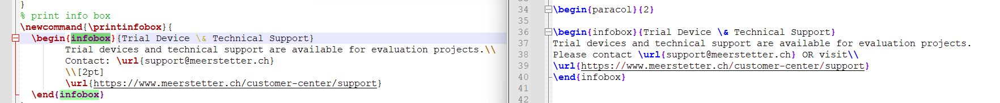 }
% print info box
\newcommand{\printinfobox}{
\begin{infobox}{Trial Device \& Technical Support}
Trial devices and technical support are available for evaluation projects.\\
Contact: \url{support@meerstetter.ch}
\\[2pt]
\url{https://www.meerstetter.ch/customer-center/support}
\end{infobox}
34 \begin{paracol}{2}
35
36 \begin{infobox}{Trial Device \& Technical Support}
37 Trial devices and technical support are available for evaluation projects.
38 Please contact \url{support@meerstetter.ch} OR visit\\
39 \url{https://www.meerstetter.ch/customer-center/support}
40 \end{infobox}
41
42